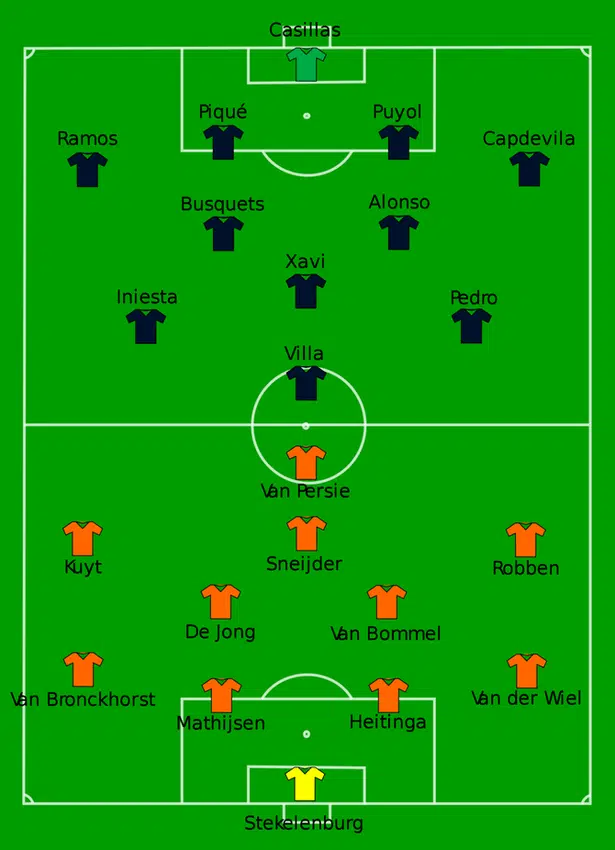 Casillas
Piqué
Puyol
Ramos
Capdevila
Busquets
Alonso
Xavi
Iniesta
Pedro
Villa
Van Persie
Sneijder
Kuyt
Robben
De Jong
Van Bommel
Van Bronckhorst
Van der Wiel
Mathijsen
Heitinga
Stekelenburg